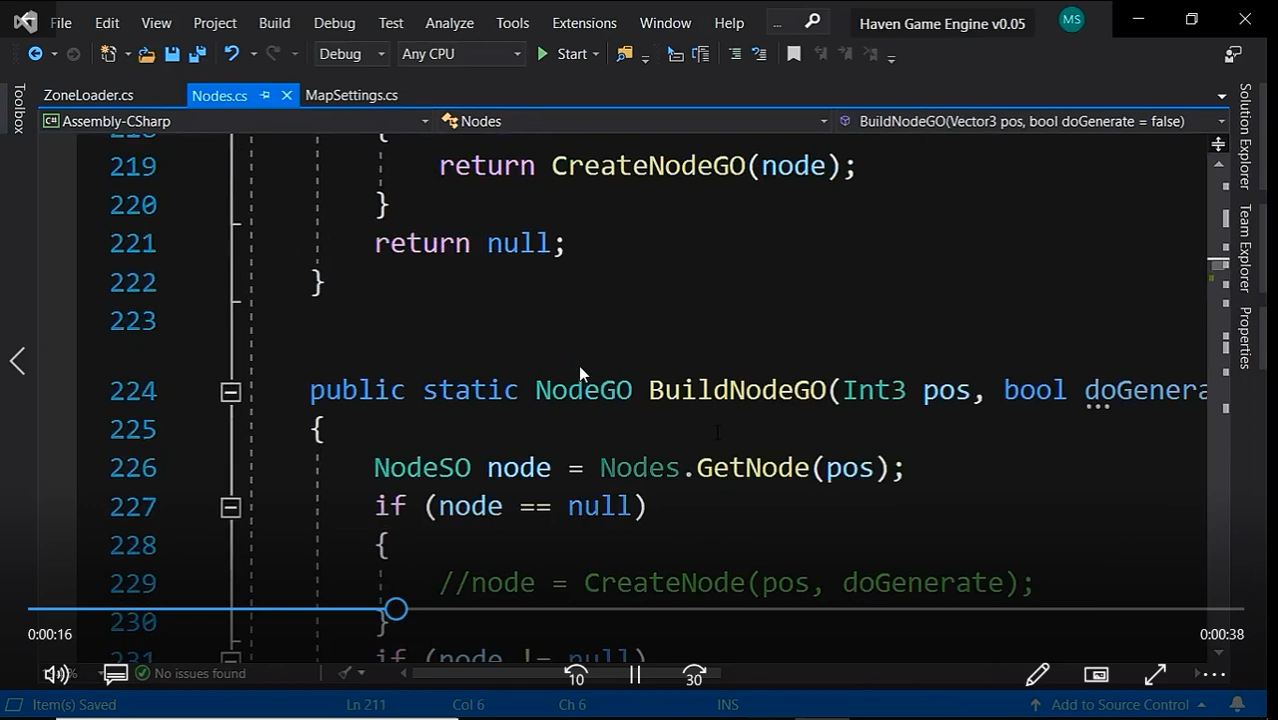 File Edit View Project Build Debug Test Analyze Tools Extensions Window Help ... Haven Game Engine v0.05 MS
Debug Any CPU Start
Toolbox
ZoneLoader.cs Nodes.cs MapSettings.cs
C# Assembly-CSharp Nodes BuildNodeGO(Vector3 pos, bool doGenerate = false)
218 {
219 return CreateNodeGO(node);
220 }
221 return null;
222 }
223
224 public static NodeGO BuildNodeGO(Int3 pos, bool doGenera
225 {
226 NodeSO node = Nodes.GetNode(pos);
227 if (node == null)
228 {
229 //node = CreateNode(pos, doGenerate);
230 }
231 if (node != null)
Solution Explorer
Team Explorer
Properties
0:00:16 0:00:38
% No issues found 10 30
Item(s) Saved Ln 211 Col 6 Ch 6 INS Add to Source Control